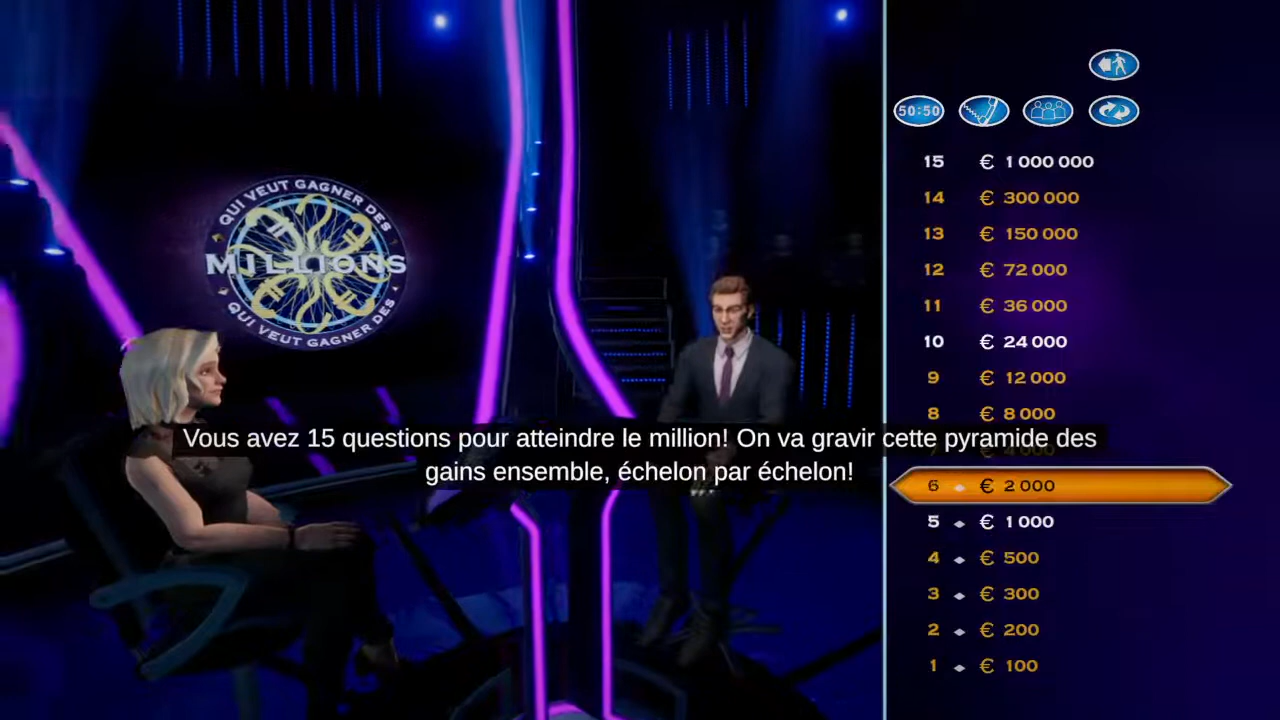 QUI VEUT GAGNER DES
MILLIONS
QUI VEUT GAGNER DES
Vous avez 15 questions pour atteindre le million! On va gravir cette pyramide des
gains ensemble, échelon par échelon!
50:50
15 € 1 000 000
14 € 300 000
13 € 150 000
12 € 72 000
11 € 36 000
10 € 24 000
9 € 12 000
8 € 8 000
7 € 4 000
6 ◆ € 2 000
5 ◆ € 1 000
4 ◆ € 500
3 ◆ € 300
2 ◆ € 200
1 ◆ € 100